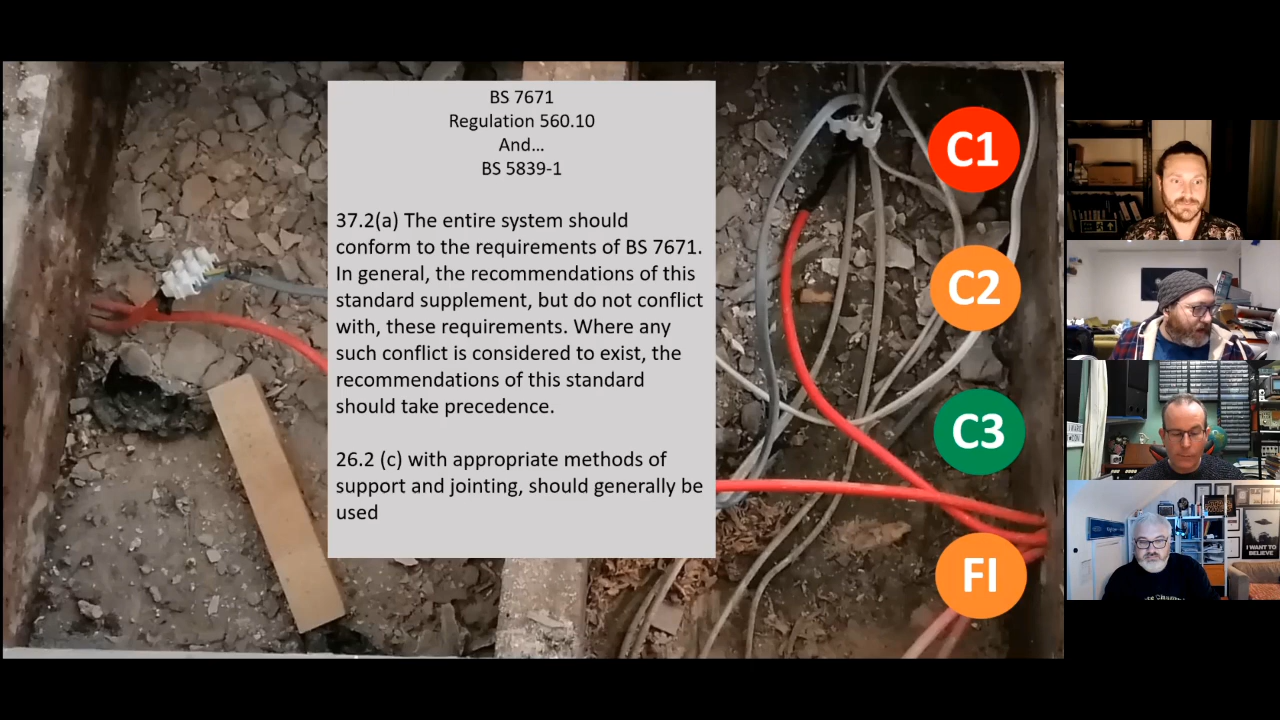 BS 7671
Regulation 560.10
And...
BS 5839-1
37.2(a) The entire system should
conform to the requirements of BS 7671.
In general, the recommendations of this
standard supplement, but do not conflict
with, these requirements. Where any
such conflict is considered to exist, the
recommendations of this standard
should take precedence.
26.2 (c) with appropriate methods of
support and jointing, should generally be
used
C1
C2
C3
FI
I WANT TO
BELIEVE